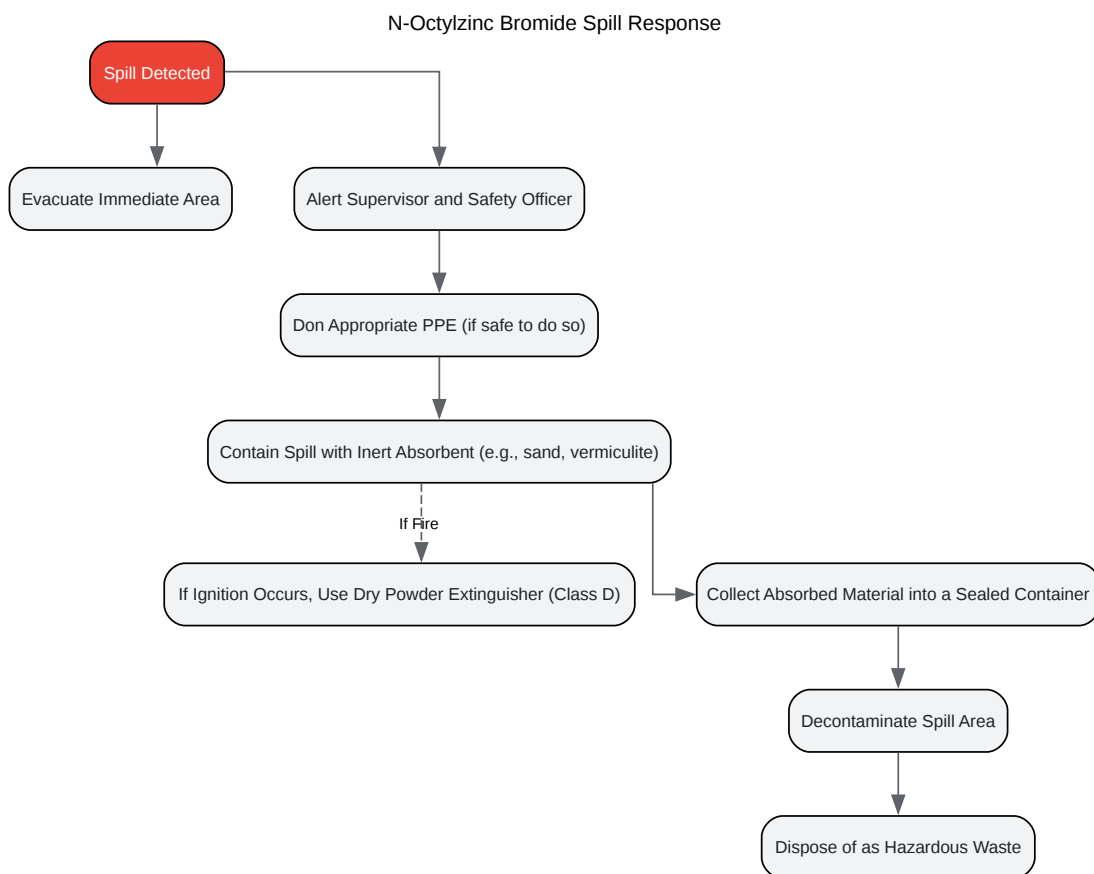 N-Octylzinc Bromide Spill Response
Spill Detected
Evacuate Immediate Area
Alert Supervisor and Safety Officer
Don Appropriate PPE (if safe to do so)
Contain Spill with Inert Absorbent (e.g., sand, vermiculite)
If Fire
If Ignition Occurs, Use Dry Powder Extinguisher (Class D)
Collect Absorbed Material into a Sealed Container
Decontaminate Spill Area
Dispose of as Hazardous Waste